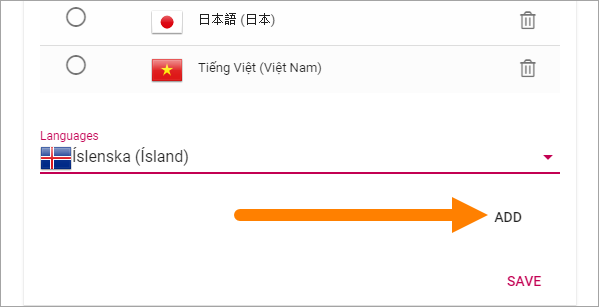 日本語 (日本)
Tiếng Việt (Việt Nam)
Languages
Íslenska (Ísland)
ADD
SAVE